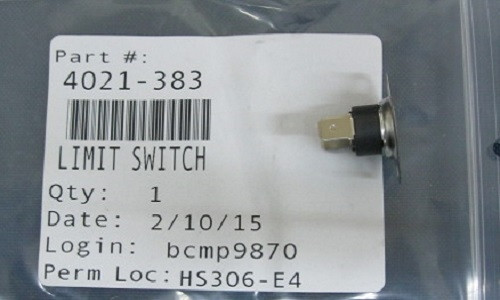 Part #:
4021-383
LIMIT SWITCH
Qty: 1
Date: 2/10/15
Login: bcmp9870
Perm Loc: HS306-E4